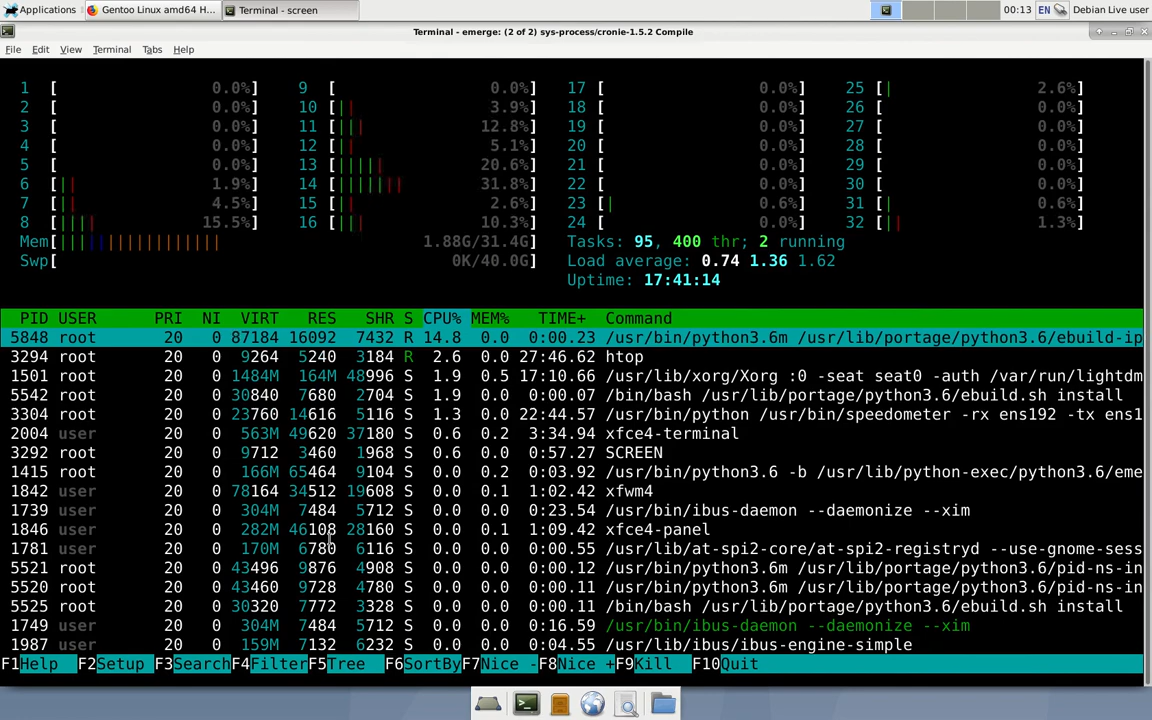 Applications Gentoo Linux amd64 H... Terminal - screen 00:13 EN Debian Live user
Terminal - emerge: (2 of 2) sys-process/cronie-1.5.2 Compile
File Edit View Terminal Tabs Help
1 [ 0.0%] 9 [ 0.0%] 17 [ 0.0%] 25 [| 2.6%]
2 [ 0.0%] 10 [|| 3.9%] 18 [ 0.0%] 26 [ 0.0%]
3 [ 0.0%] 11 [||| 12.8%] 19 [ 0.0%] 27 [ 0.0%]
4 [ 0.0%] 12 [|| 5.1%] 20 [ 0.0%] 28 [ 0.0%]
5 [ 0.0%] 13 [||||| 20.6%] 21 [ 0.0%] 29 [ 0.0%]
6 [|| 1.9%] 14 [||||||| 31.8%] 22 [ 0.0%] 30 [ 0.0%]
7 [|| 4.5%] 15 [|| 2.6%] 23 [| 0.6%] 31 [| 0.6%]
8 [|||| 15.5%] 16 [||| 10.3%] 24 [ 0.0%] 32 [|| 1.3%]
Mem[||||||||||||||||| 1.88G/31.4G] Tasks: 95, 400 thr; 2 running
Swp[ 0K/40.0G] Load average: 0.74 1.36 1.62
Uptime: 17:41:14
PID USER PRI NI VIRT RES SHR S CPU% MEM% TIME+ Command
5848 root 20 0 87184 16092 7432 R 14.8 0.0 0:00.23 /usr/bin/python3.6m /usr/lib/portage/python3.6/ebuild-ip
3294 root 20 0 9264 5240 3184 R 2.6 0.0 27:46.62 htop
1501 root 20 0 1484M 164M 48996 S 1.9 0.5 17:10.66 /usr/lib/xorg/Xorg :0 -seat seat0 -auth /var/run/lightdm
5542 root 20 0 30840 7680 2704 S 1.9 0.0 0:00.07 /bin/bash /usr/lib/portage/python3.6/ebuild.sh install
3304 root 20 0 23760 14616 5116 S 1.3 0.0 22:44.57 /usr/bin/python /usr/bin/speedometer -rx ens192 -tx ens1
2004 user 20 0 563M 49620 37180 S 0.6 0.2 3:34.94 xfce4-terminal
3292 root 20 0 9712 3460 1968 S 0.6 0.0 0:57.27 SCREEN
1415 root 20 0 166M 65464 9104 S 0.0 0.2 0:03.92 /usr/bin/python3.6 -b /usr/lib/python-exec/python3.6/eme
1842 user 20 0 78164 34512 19608 S 0.0 0.1 1:02.42 xfwm4
1739 user 20 0 304M 7484 5712 S 0.0 0.0 0:23.54 /usr/bin/ibus-daemon --daemonize --xim
1846 user 20 0 282M 46108 28160 S 0.0 0.1 1:09.42 xfce4-panel
1781 user 20 0 170M 6780 6116 S 0.0 0.0 0:00.55 /usr/lib/at-spi2-core/at-spi2-registryd --use-gnome-sess
5521 root 20 0 43496 9876 4908 S 0.0 0.0 0:00.12 /usr/bin/python3.6m /usr/lib/portage/python3.6/pid-ns-in
5520 root 20 0 43460 9728 4780 S 0.0 0.0 0:00.11 /usr/bin/python3.6m /usr/lib/portage/python3.6/pid-ns-in
5525 root 20 0 30320 7772 3328 S 0.0 0.0 0:00.11 /bin/bash /usr/lib/portage/python3.6/ebuild.sh install
1749 user 20 0 304M 7484 5712 S 0.0 0.0 0:16.59 /usr/bin/ibus-daemon --daemonize --xim
1987 user 20 0 159M 7132 6232 S 0.0 0.0 0:04.55 /usr/lib/ibus/ibus-engine-simple
F1Help F2Setup F3Search F4Filter F5Tree F6SortBy F7Nice -F8Nice +F9Kill F10Quit